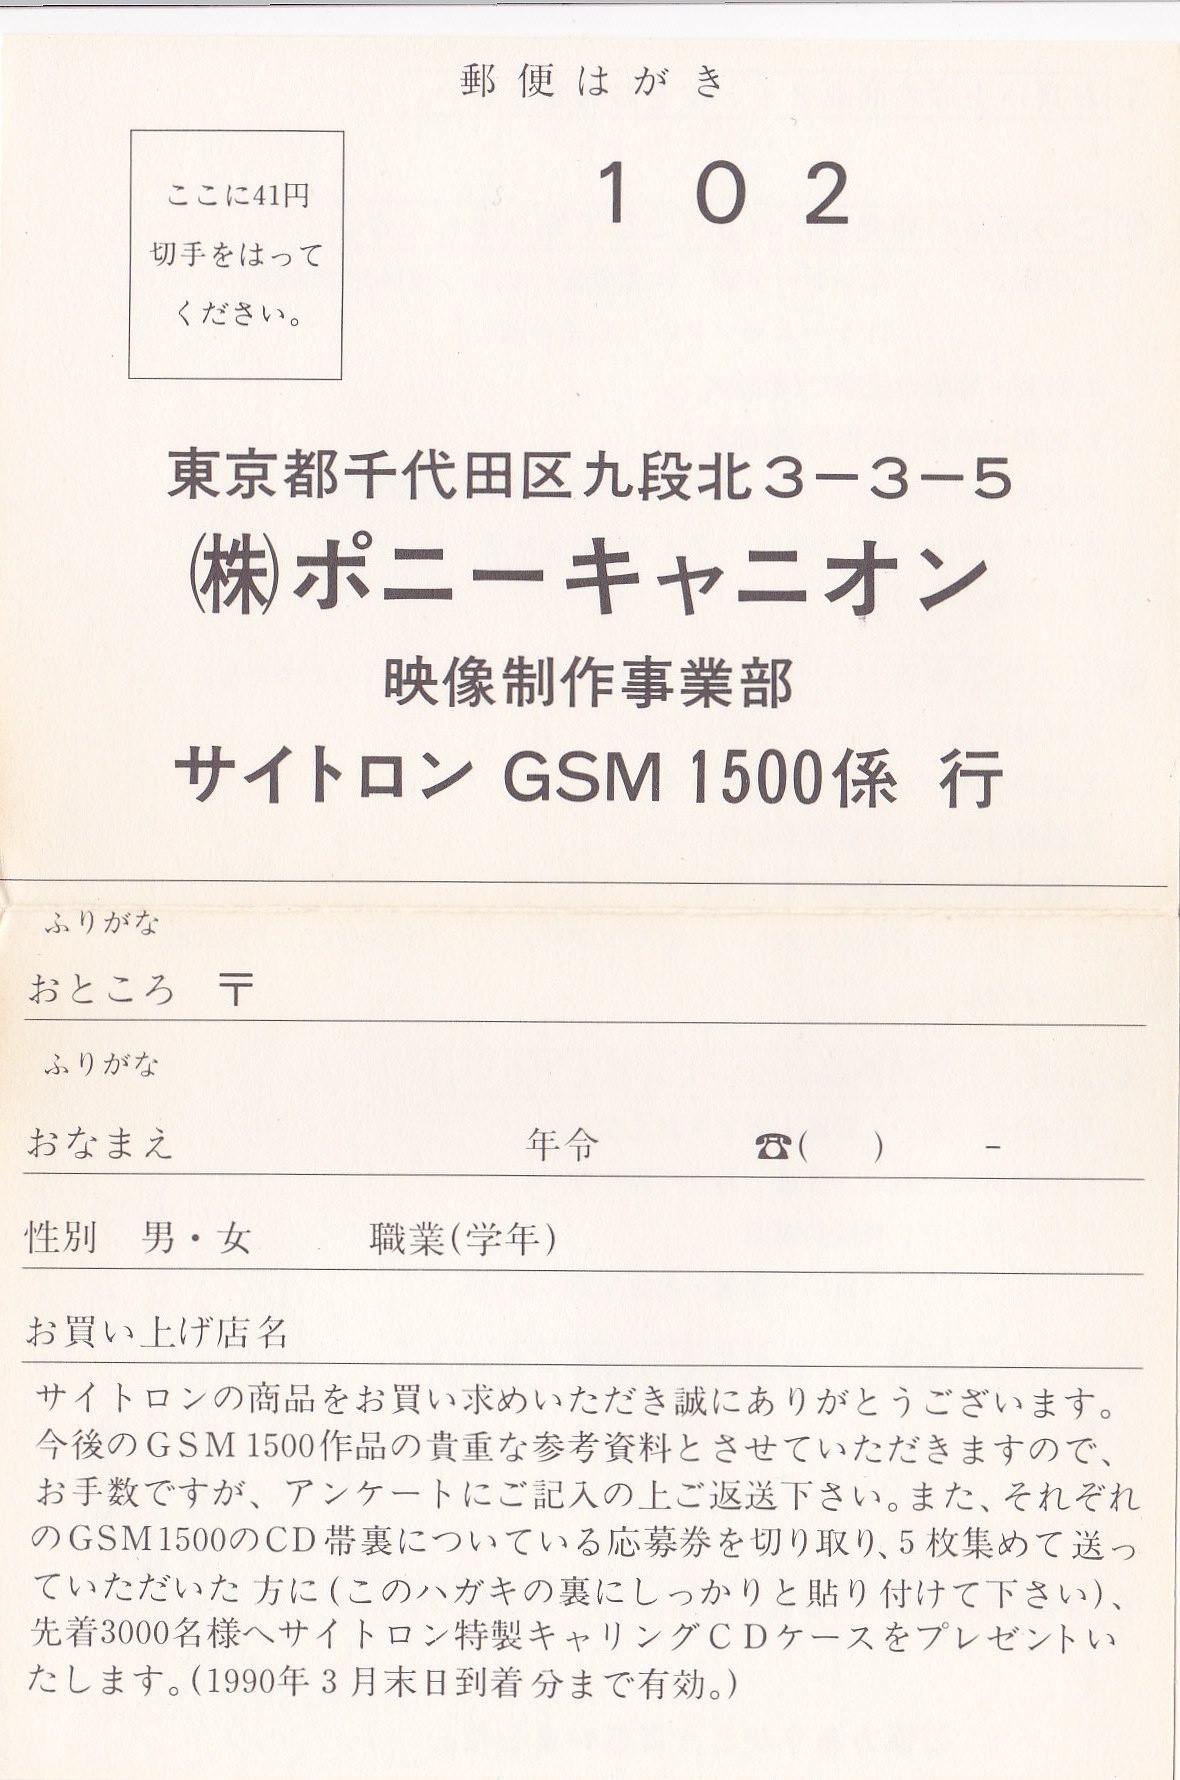 郵便はがき
ここに41円
切手をはって
ください。
102
東京都千代田区九段北3-3-5
㈱ポニーキャニオン
映像制作事業部
サイトロン GSM 1500係 行
ふりがな
おところ 〒
ふりがな
おなまえ 年令 ☎( ) -
性別 男・女 職業(学年)
お買い上げ店名
サイトロンの商品をお買い求めいただき誠にありがとうございます。
今後のGSM1500作品の貴重な参考資料とさせていただきますので、
お手数ですが、アンケートにご記入の上ご返送下さい。また、それぞれ
のGSM1500のCD帯裏についている応募券を切り取り、5枚集めて送っ
ていただいた方に(このハガキの裏にしっかりと貼り付けて下さい)、
先着3000名様へサイトロン特製キャリングCDケースをプレゼントい
たします。(1990年3月末日到着分まで有効。)